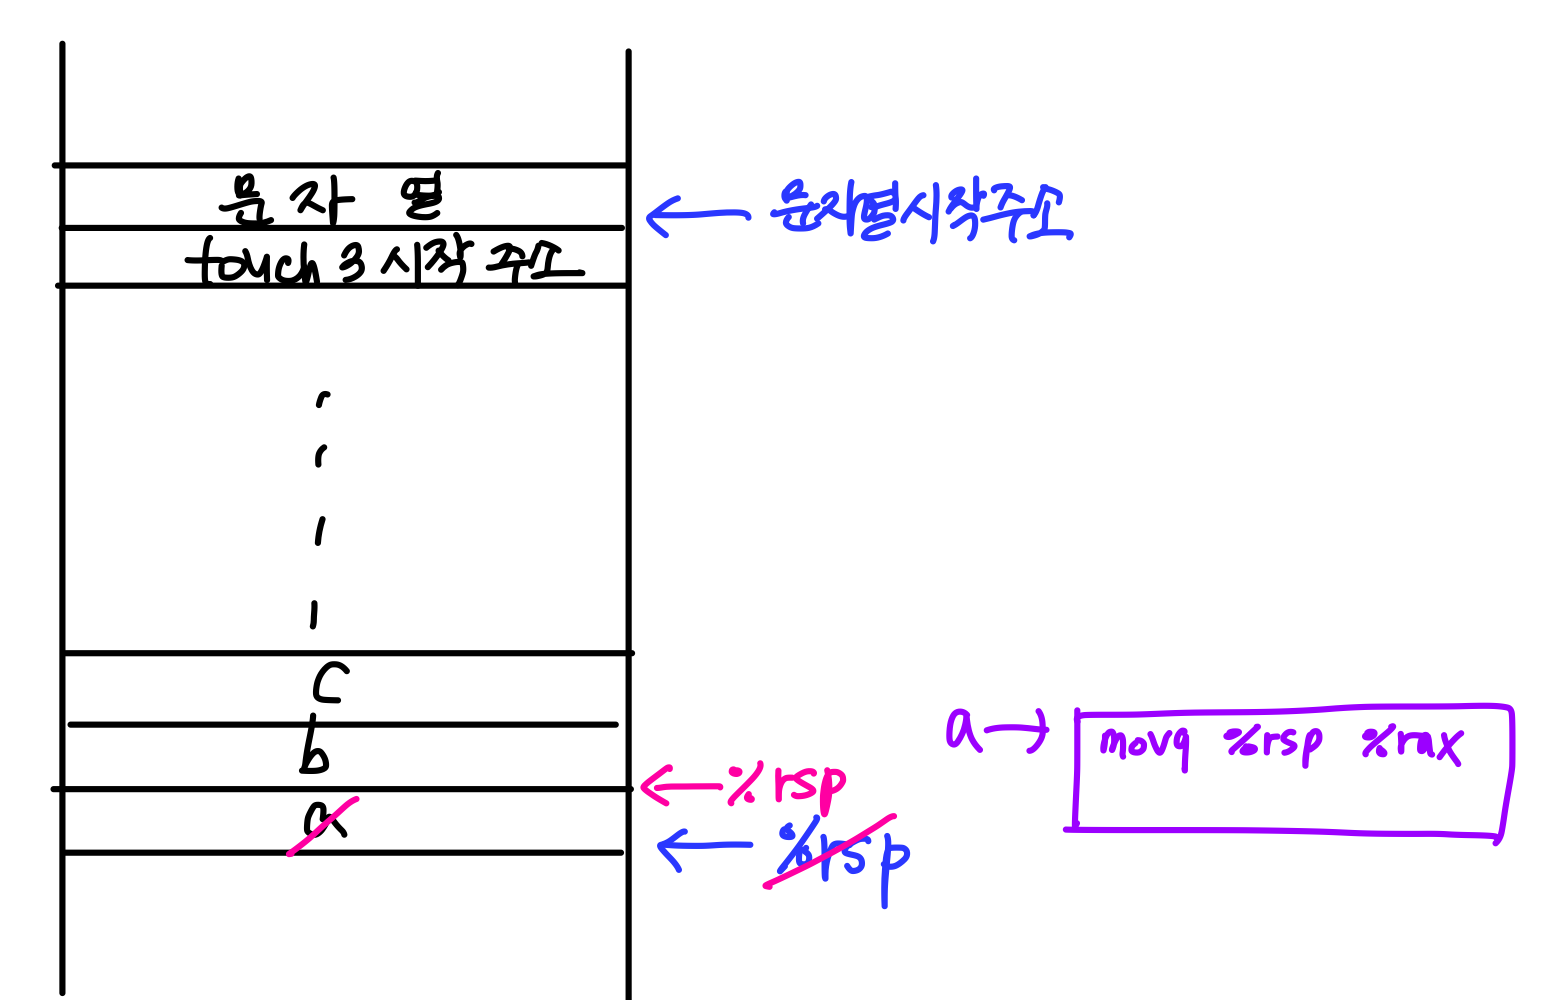 문자열
문자열시작주소
touch3 시작 주소
c
b
%rsp
a
%rsp
a
movq %rsp %rax